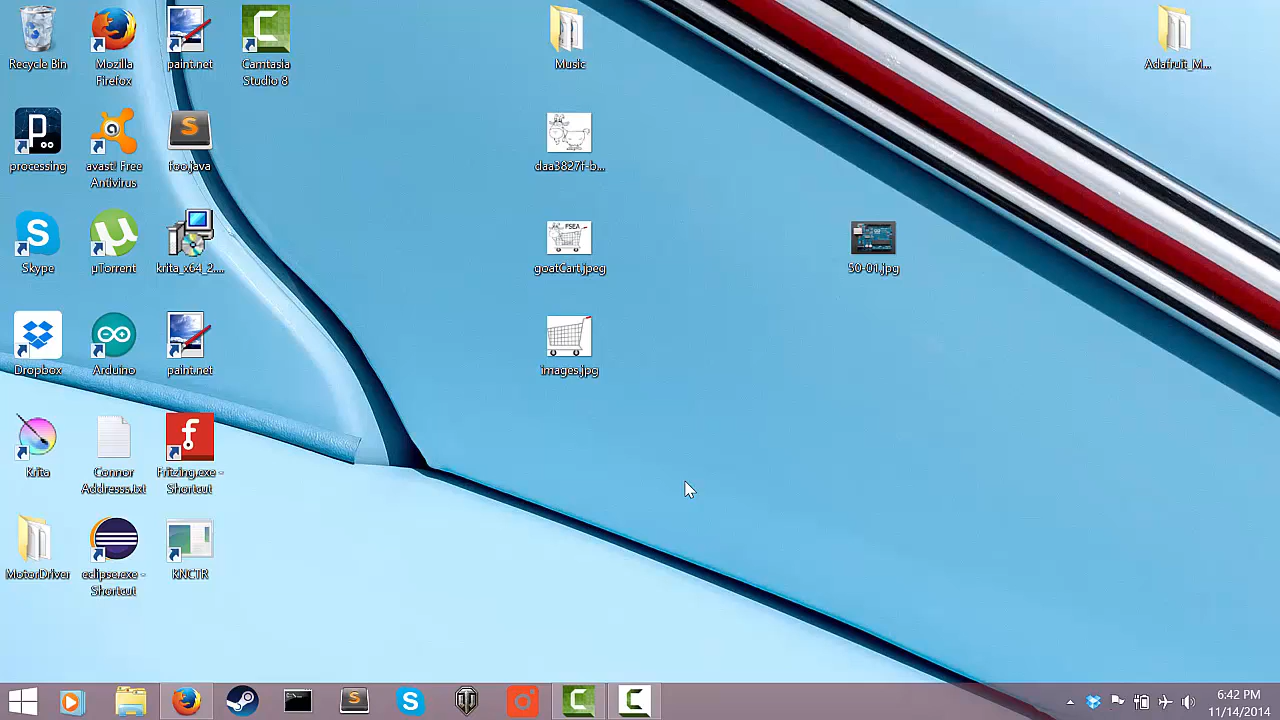 Recycle Bin
Mozilla
Firefox
paint.net
Camtasia
Studio 8
Music
Adafruit_M...
processing
avast! Free
Antivirus
foo.java
daa3827f-b...
Skype
µTorrent
krita_x64_2....
FSEA
goatCart.jpeg
50-01.jpg
Dropbox
Arduino
paint.net
images.jpg
Krita
Connor
Addresss.txt
Fritzing.exe -
Shortcut
MotorDriver
eclipse.exe -
Shortcut
KNCTR
6:42 PM
11/14/2014